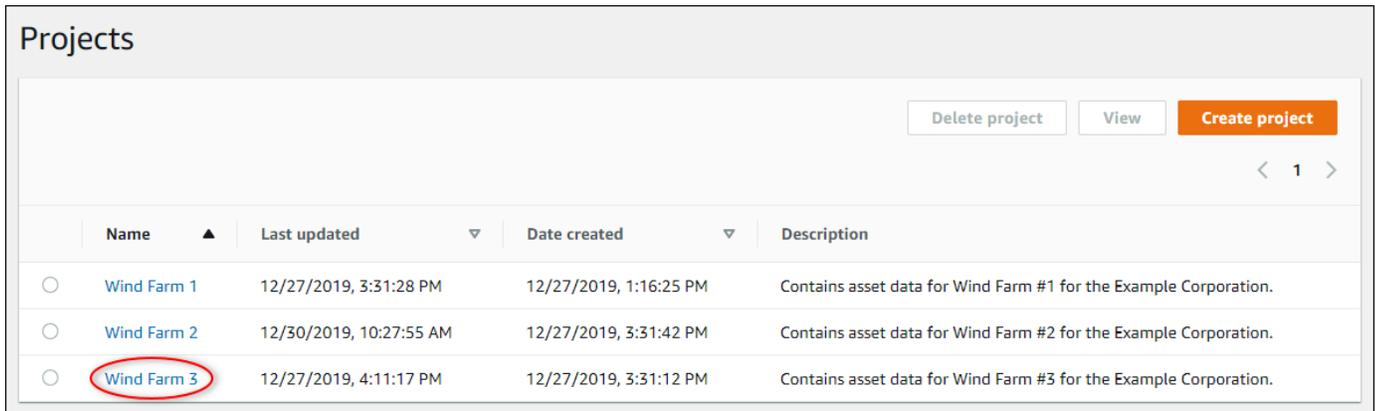 Projects
Delete project View Create project
1
Name Last updated Date created Description
Wind Farm 1 12/27/2019, 3:31:28 PM 12/27/2019, 1:16:25 PM Contains asset data for Wind Farm #1 for the Example Corporation.
Wind Farm 2 12/30/2019, 10:27:55 AM 12/27/2019, 3:31:42 PM Contains asset data for Wind Farm #2 for the Example Corporation.
Wind Farm 3 12/27/2019, 4:11:17 PM 12/27/2019, 3:31:12 PM Contains asset data for Wind Farm #3 for the Example Corporation.